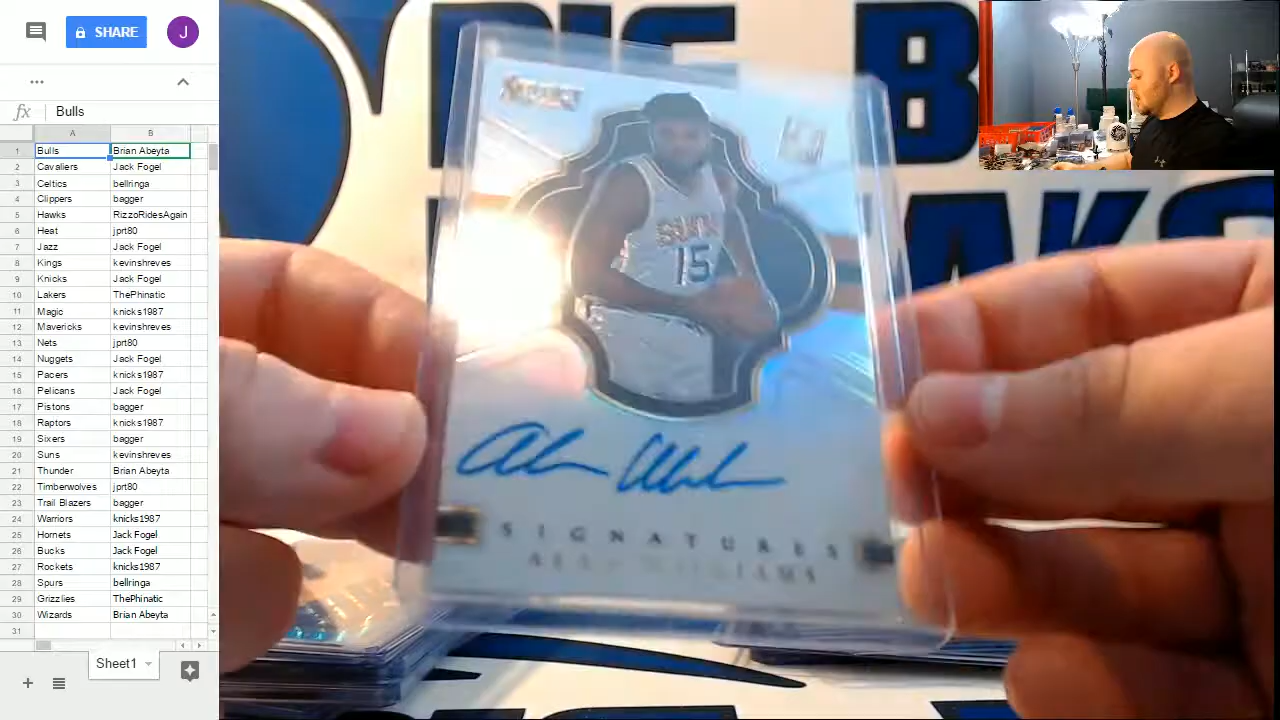 SHARE
J
...
fx Bulls
A B
1 Bulls Brian Abeyta
2 Cavaliers Jack Fogel
3 Celtics bellringa
4 Clippers bagger
5 Hawks RizzoRidesAgain
6 Heat jprt80
7 Jazz Jack Fogel
8 Kings kevinshreves
9 Knicks Jack Fogel
10 Lakers ThePhinatic
11 Magic knicks1987
12 Mavericks kevinshreves
13 Nets jprt80
14 Nuggets Jack Fogel
15 Pacers knicks1987
16 Pelicans Jack Fogel
17 Pistons bagger
18 Raptors knicks1987
19 Sixers bagger
20 Suns kevinshreves
21 Thunder Brian Abeyta
22 Timberwolves jprt80
23 Trail Blazers bagger
24 Warriors knicks1987
25 Hornets Jack Fogel
26 Bucks Jack Fogel
27 Rockets knicks1987
28 Spurs bellringa
29 Grizzlies ThePhinatic
30 Wizards Brian Abeyta
31
Sheet1
SUNS
15
SIGNATURES
ALAN WILLIAMS